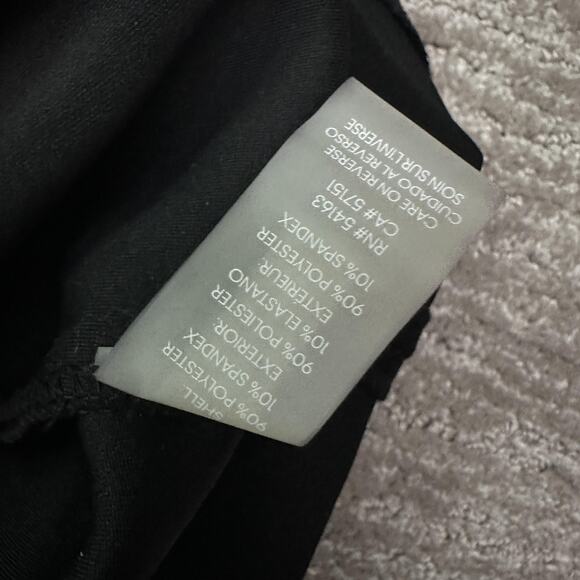 SHELL:
90% POLYESTER
10% SPANDEX
EXTERIOR:
90% POLIESTER
10% ELASTANO
EXTÉRIEUR:
90% POLYESTER
10% SPANDEX
RN# 54163
CA# 57151
CARE ON REVERSE
CUIDADO AL REVERSO
SOIN SUR L'INVERSE